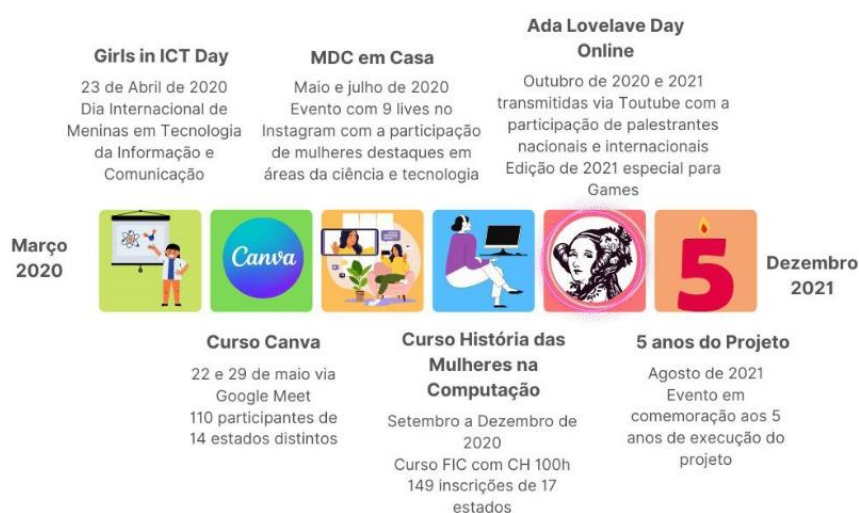 Girls in ICT Day
23 de Abril de 2020
Dia Internacional de
Meninas em Tecnologia
da Informação e
Comunicação
MDC em Casa
Maio e julho de 2020
Evento com 9 lives no
Instagram com a participação
de mulheres destaques em
áreas da ciência e tecnologia
Ada Lovelave Day
Online
Outubro de 2020 e 2021
transmitidas via Toutube com a
participação de palestrantes
nacionais e internacionais
Edição de 2021 especial para
Games
Março
2020
Canva
5
Dezembro
2021
Curso Canva
22 e 29 de maio via
Google Meet
110 participantes de
14 estados distintos
Curso História das
Mulheres na
Computação
Setembro a Dezembro de
2020
Curso FIC com CH 100h
149 inscrições de 17
estados
5 anos do Projeto
Agosto de 2021
Evento em
comemoração aos 5
anos de execução do
projeto